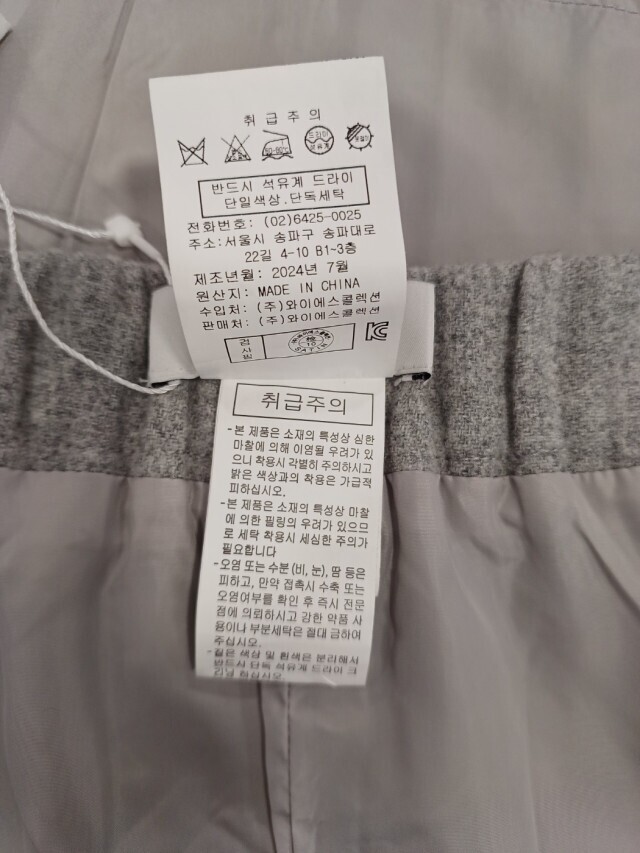 취급주의
80-90℃
드라이
석유계
반드시 석유계 드라이
단일색상.단독세탁
전화번호: (02)6425-0025
주소:서울시 송파구 송파대로
22길 4-10 B1-3층
제조년월: 2024년 7월
원산지: MADE IN CHINA
수입처: (주)와이에스콜렉션
판매처: (주)와이에스콜렉션
검사필
취급주의
-본 제품은 소재의 특성상 심한
마찰에 의해 이염될 우려가 있
으니 착용시 각별히 주의하시고
밝은 색상과의 착용은 가급적
피하십시오.
-본 제품은 소재의 특성상 마찰
에 의한 필링의 우려가 있으므
로 세탁 착용시 세심한 주의가
필요합니다
-오염 또는 수분(비, 눈), 땀 등은
피하고, 만약 접촉시 수축 또는
오염여부를 확인 후 즉시 전문
점에 의뢰하시고 강한 약품 사
용이나 부분세탁은 절대 금하여
주십시오.
-짙은 색상 및 흰색은 분리해서
반드시 단독 석유계 드라이 크
리닝 하십시오.